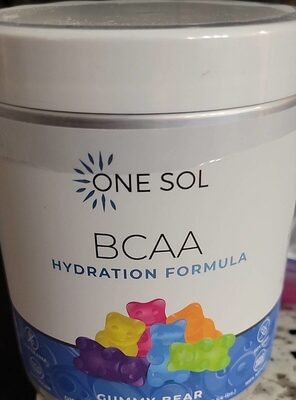 ONE SOL
BCAA
HYDRATION FORMULA
GUMMY BEAR